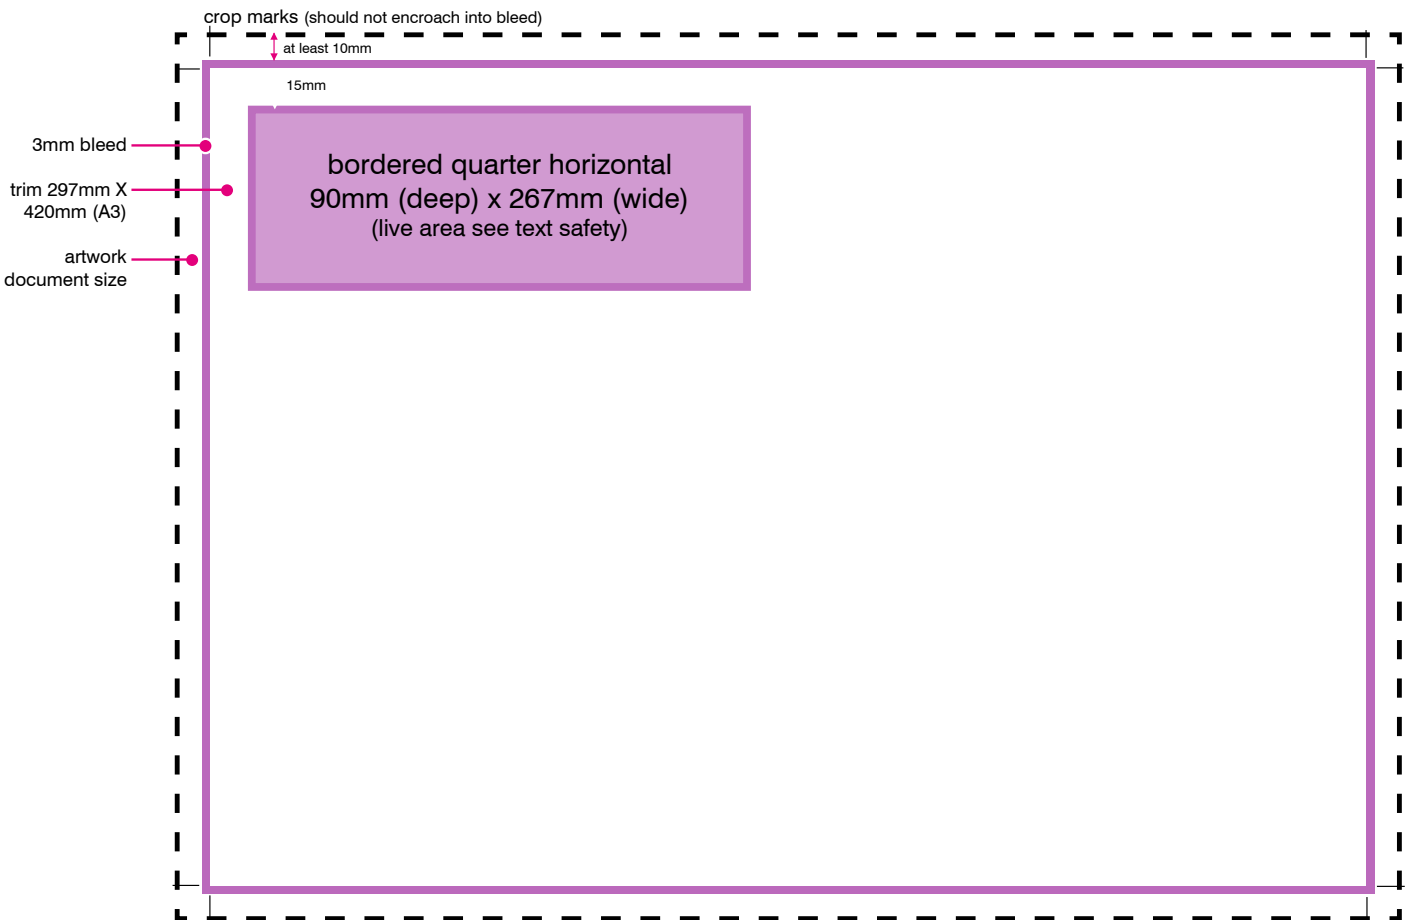 crop marks (should not encroach into bleed)
at least 10mm
15mm
3mm bleed
trim 297mm X
420mm (A3)
artwork
document size
bordered quarter horizontal
90mm (deep) x 267mm (wide)
(live area see text safety)